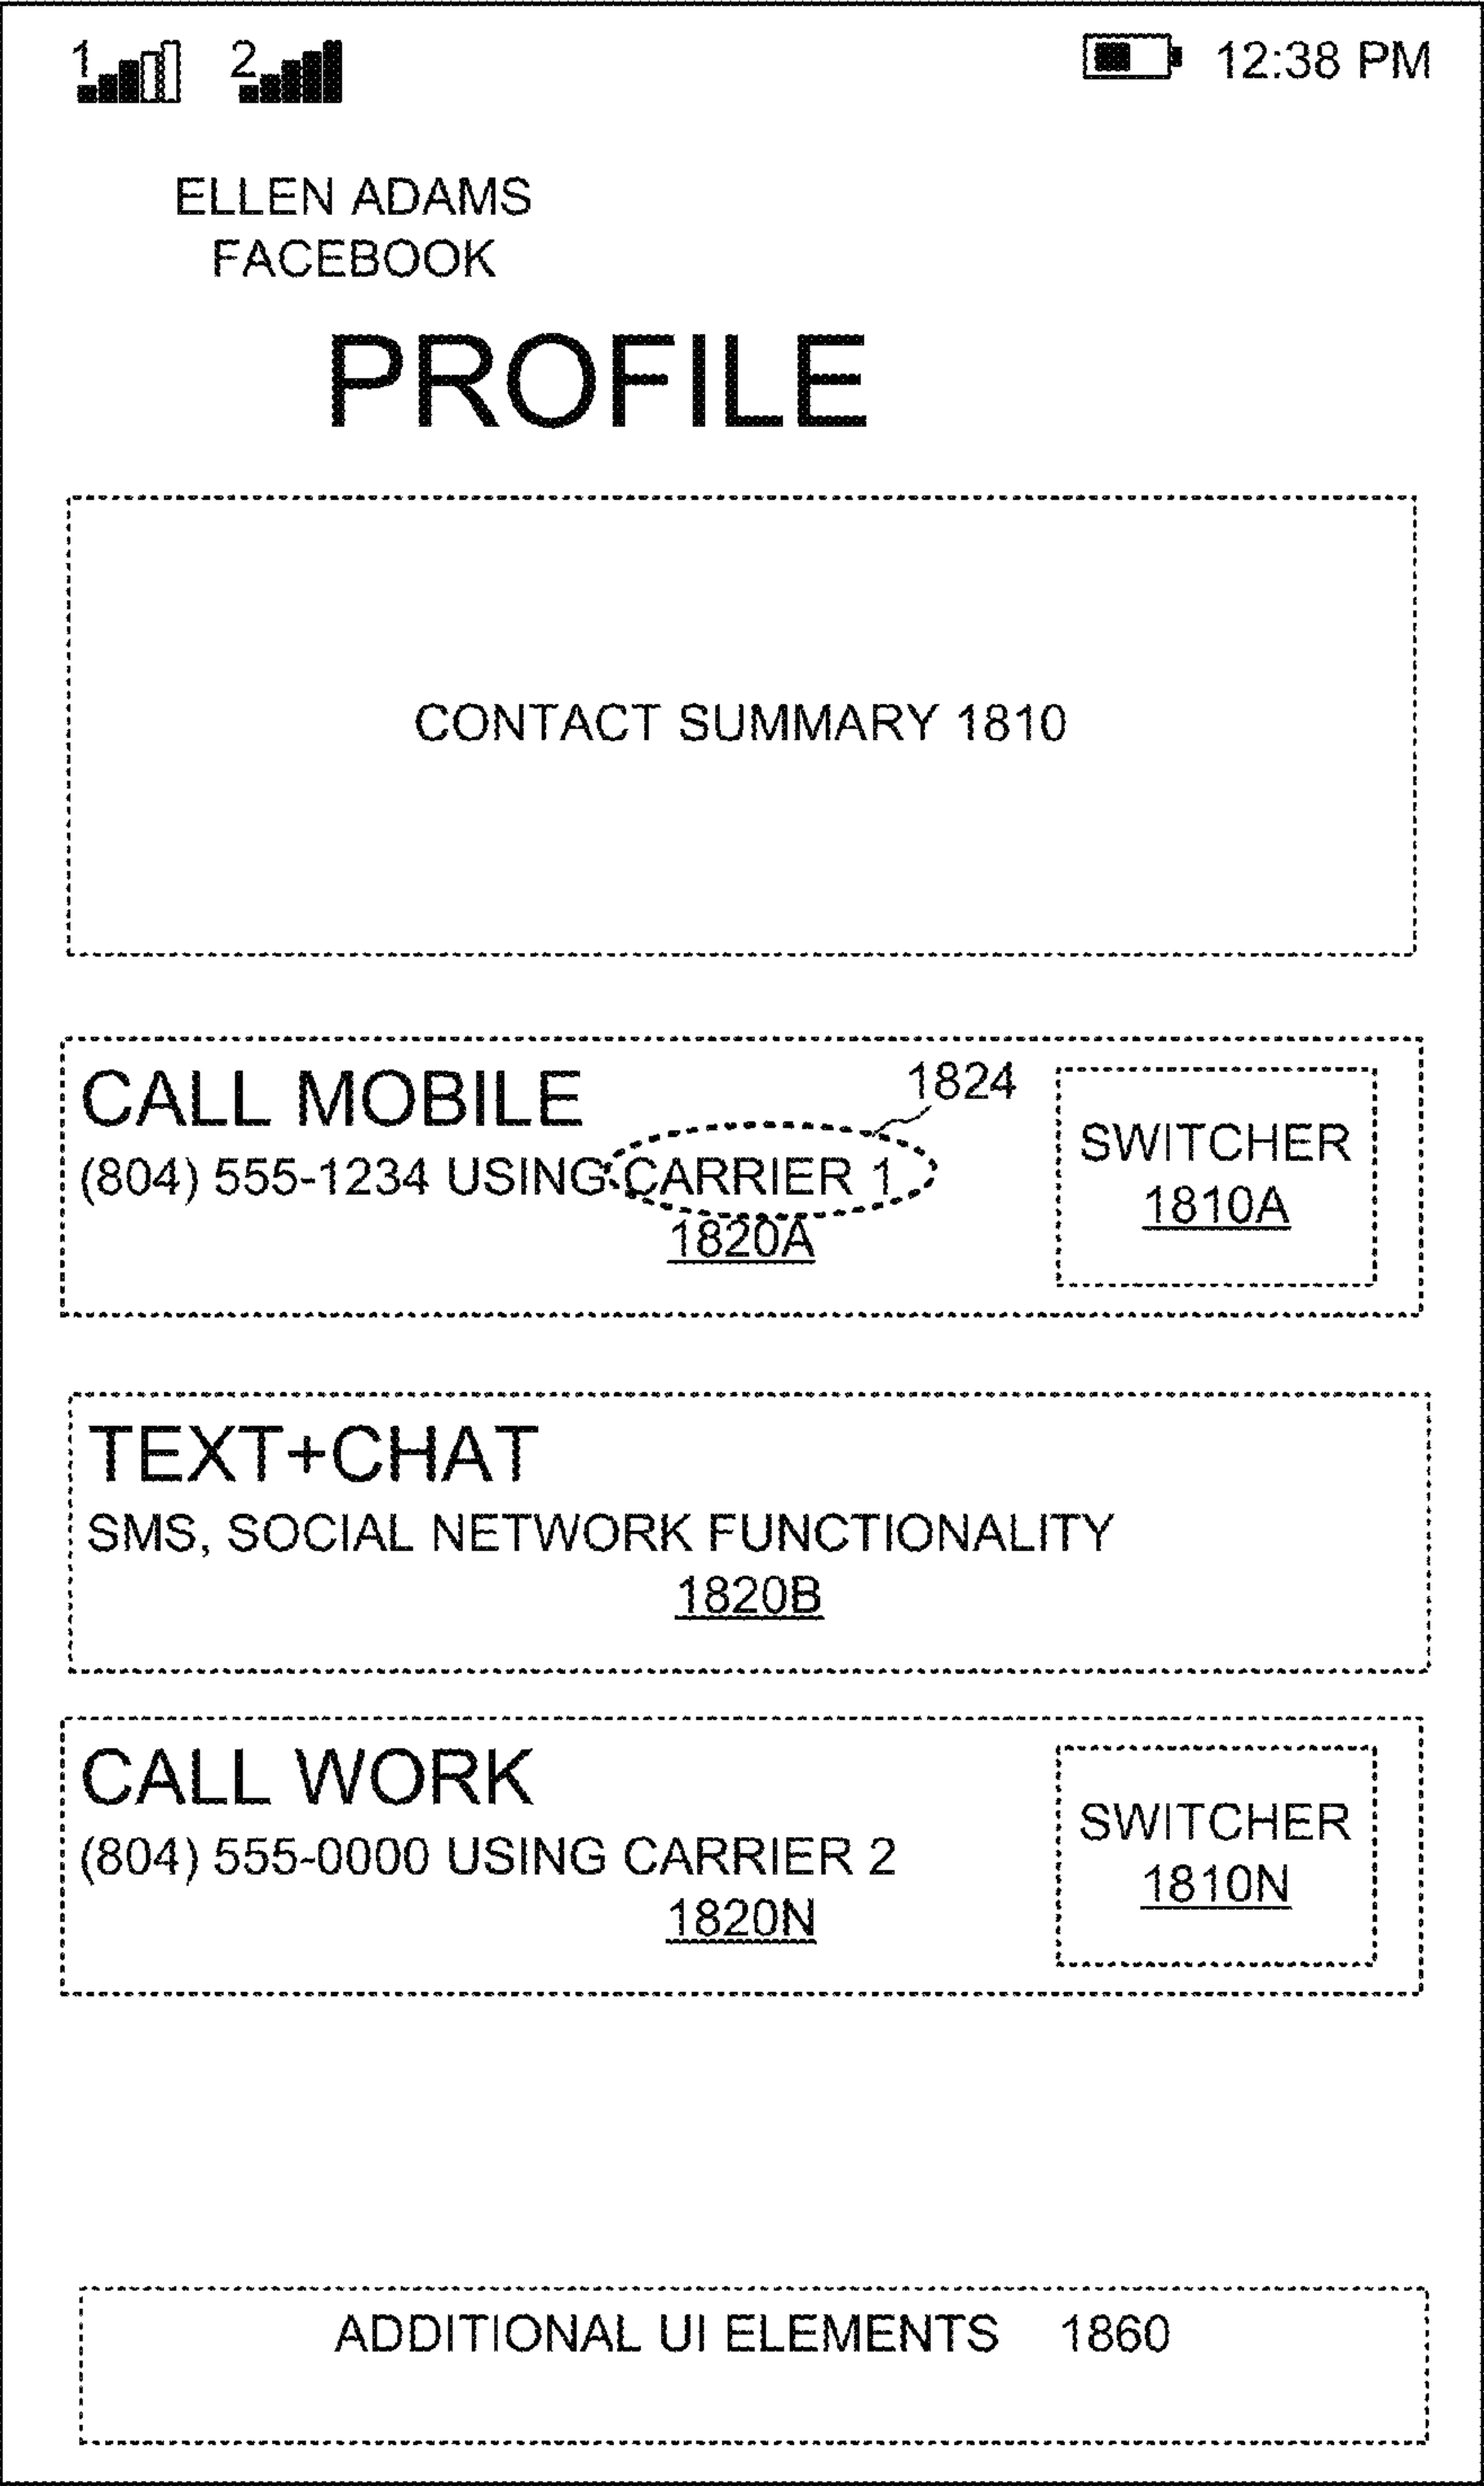 1 2 12:38 PM
ELLEN ADAMS
FACEBOOK
PROFILE
CONTACT SUMMARY 1810
CALL MOBILE
1824
(804) 555-1234 USING CARRIER 1
1820A
SWITCHER
1810A
TEXT+CHAT
SMS, SOCIAL NETWORK FUNCTIONALITY
1820B
CALL WORK
(804) 555-0000 USING CARRIER 2
1820N
SWITCHER
1810N
ADDITIONAL UI ELEMENTS 1860